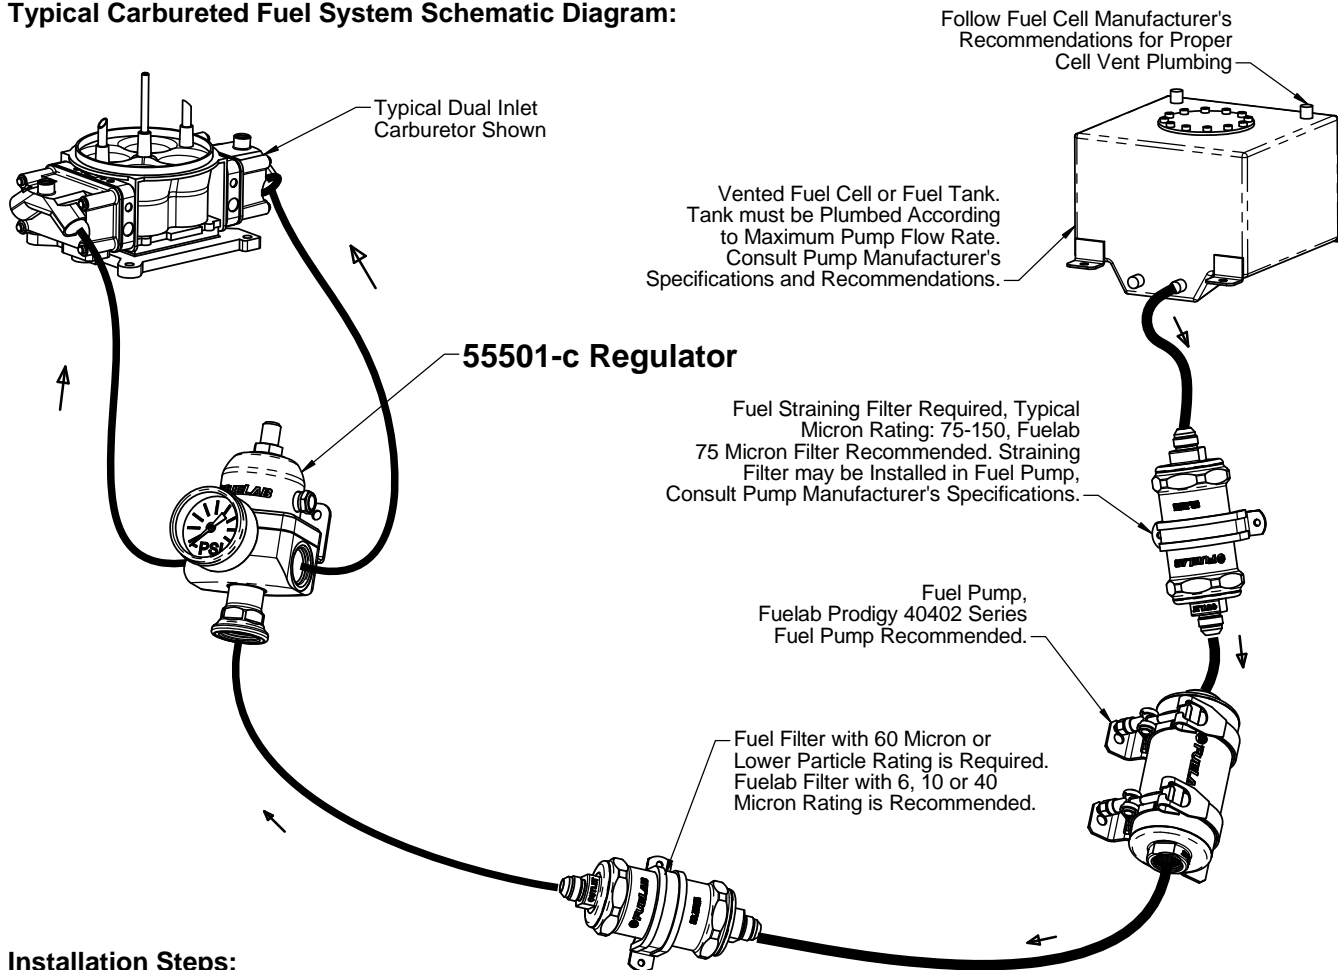 Typical Carbureted Fuel System Schematic Diagram:
Follow Fuel Cell Manufacturer's
Recommendations for Proper
Cell Vent Plumbing
Typical Dual Inlet
Carburetor Shown
Vented Fuel Cell or Fuel Tank.
Tank must be Plumbed According
to Maximum Pump Flow Rate.
Consult Pump Manufacturer's
Specifications and Recommendations.
55501-c Regulator
Fuel Straining Filter Required, Typical
Micron Rating: 75-150, Fuelab
75 Micron Filter Recommended. Straining
Filter may be Installed in Fuel Pump,
Consult Pump Manufacturer's Specifications.
PSI
FUELAB
Fuel Pump,
Fuelab Prodigy 40402 Series
Fuel Pump Recommended.
Fuel Filter with 60 Micron or
Lower Particle Rating is Required.
Fuelab Filter with 6, 10 or 40
Micron Rating is Recommended.
FUELAB
Installation Steps: